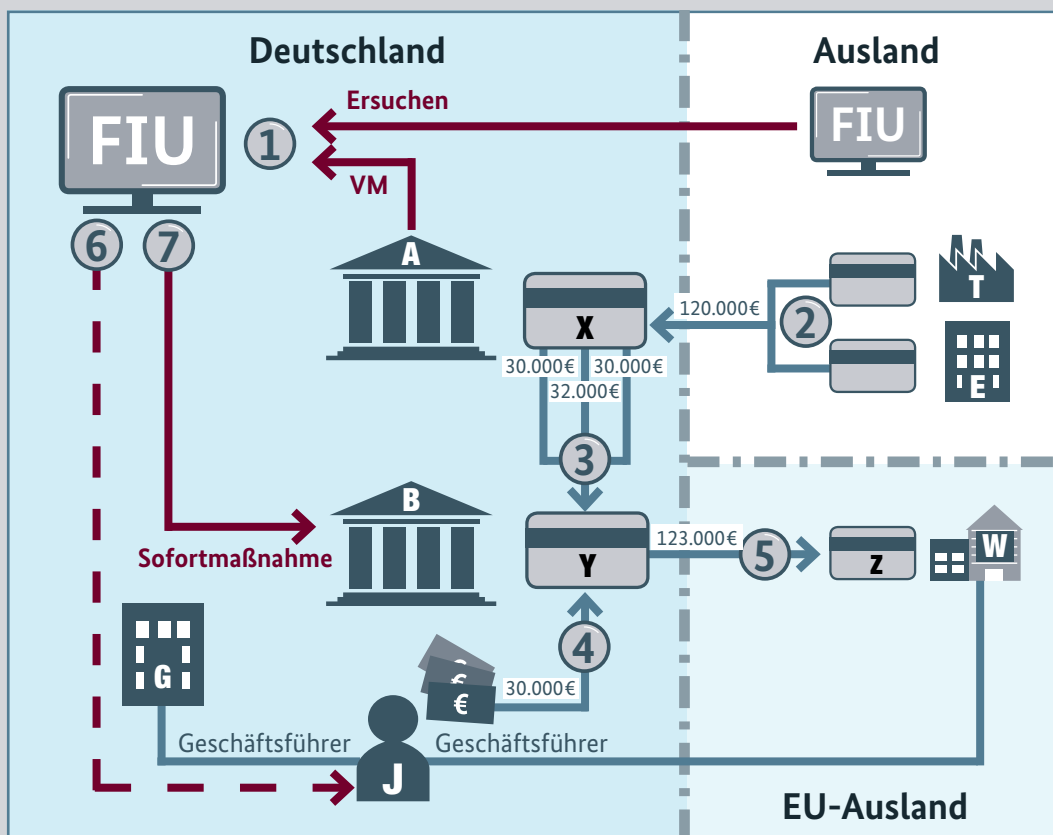 Deutschland
Ausland
Ersuchen
FIU
1
FIU
VM
6
7
A
T
X
120.000€
2
30.000€
30.000€
32.000€
E
3
B
Y
123.000€
5
Z
W
Sofortmaßnahme
4
G
€
€
€
30.000€
Geschäftsführer
Geschäftsführer
J
EU-Ausland